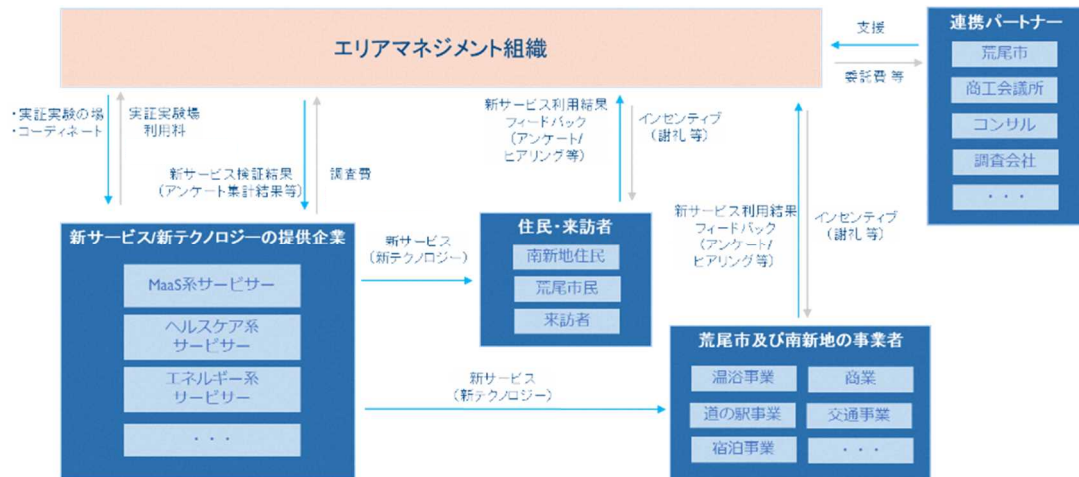 エリアマネジメント組織
支援
委託費 等
連携パートナー
荒尾市
商工会議所
コンサル
調査会社
・・・
・実証実験の場
・コーディネート
実証実験場
利用料
新サービス検証結果
(アンケート集計結果等)
調査費
新サービス利用結果
フィードバック
(アンケート/
ヒアリング等)
インセンティブ
(謝礼 等)
新サービス利用結果
フィードバック
(アンケート/
ヒアリング等)
インセンティブ
(謝礼 等)
新サービス/新テクノロジーの提供企業
MaaS系サービサー
ヘルスケア系
サービサー
エネルギー系
サービサー
・・・
新サービス
(新テクノロジー)
住民・来訪者
南新地住民
荒尾市民
来訪者
新サービス
(新テクノロジー)
荒尾市及び南新地の事業者
温浴事業
商業
道の駅事業
交通事業
宿泊事業
・・・